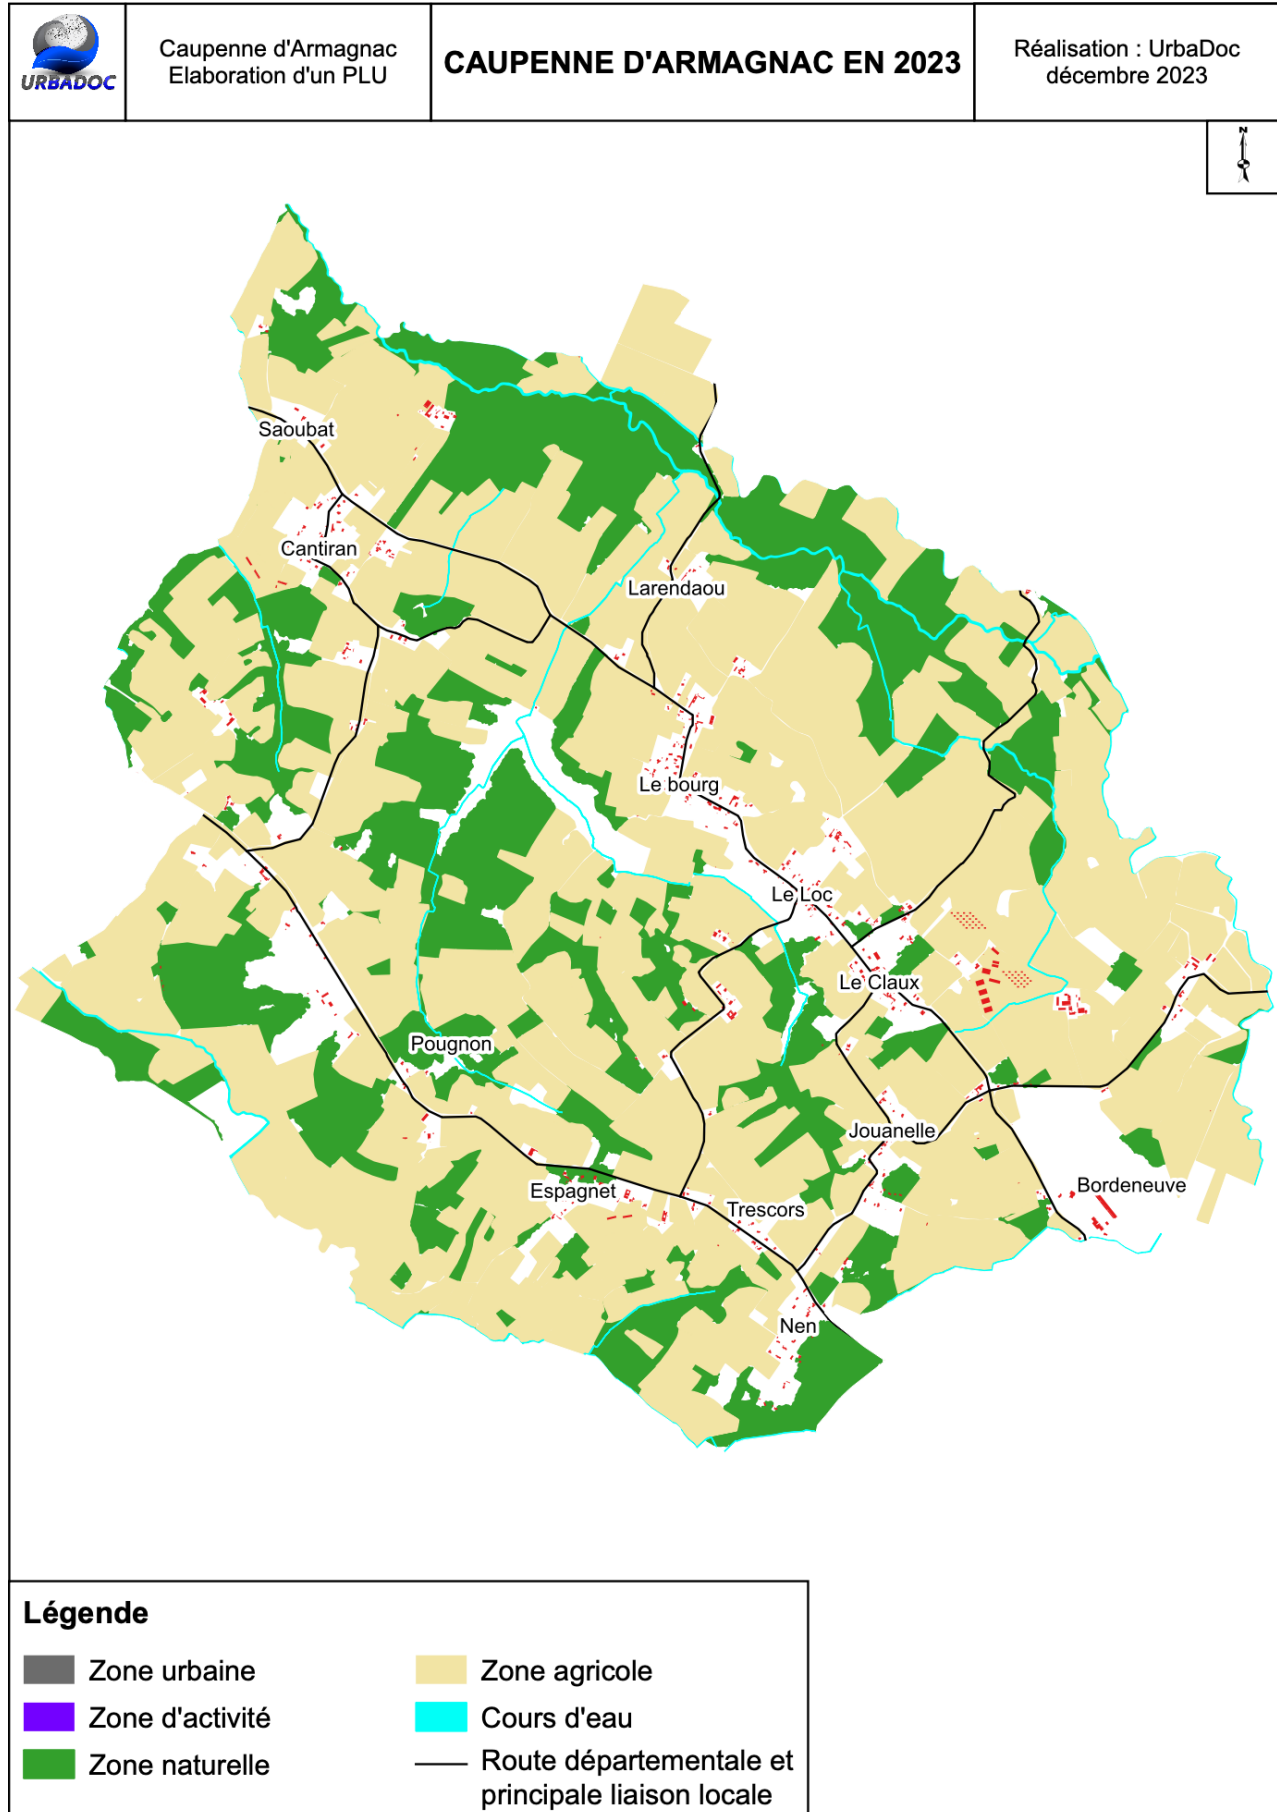 URBADOC
Caupenne d'Armagnac
Elaboration d'un PLU
CAUPENNE D'ARMAGNAC EN 2023
Réalisation : UrbaDoc
décembre 2023
N
Saoubat
Cantiran
Larendaou
Le bourg
Le Loc
Le Claux
Pougnon
Jouanelle
Espagnet
Trescors
Bordeneuve
Nen
Légende
Zone urbaine
Zone d'activité
Zone naturelle
Zone agricole
Cours d'eau
Route départementale et
principale liaison locale